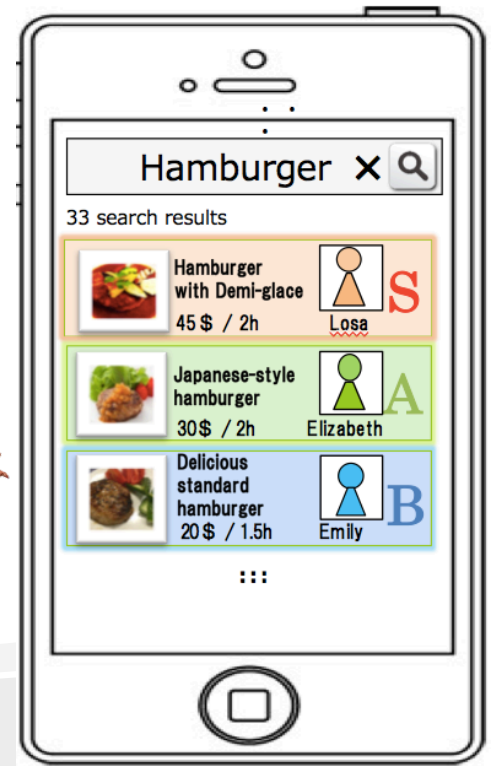 Hamburger ×
33 search results
Hamburger
with Demi-glace
45$ / 2h
Losa
S
Japanese-style
hamburger
30$ / 2h
Elizabeth
A
Delicious
standard
hamburger
20$ / 1.5h
Emily
B